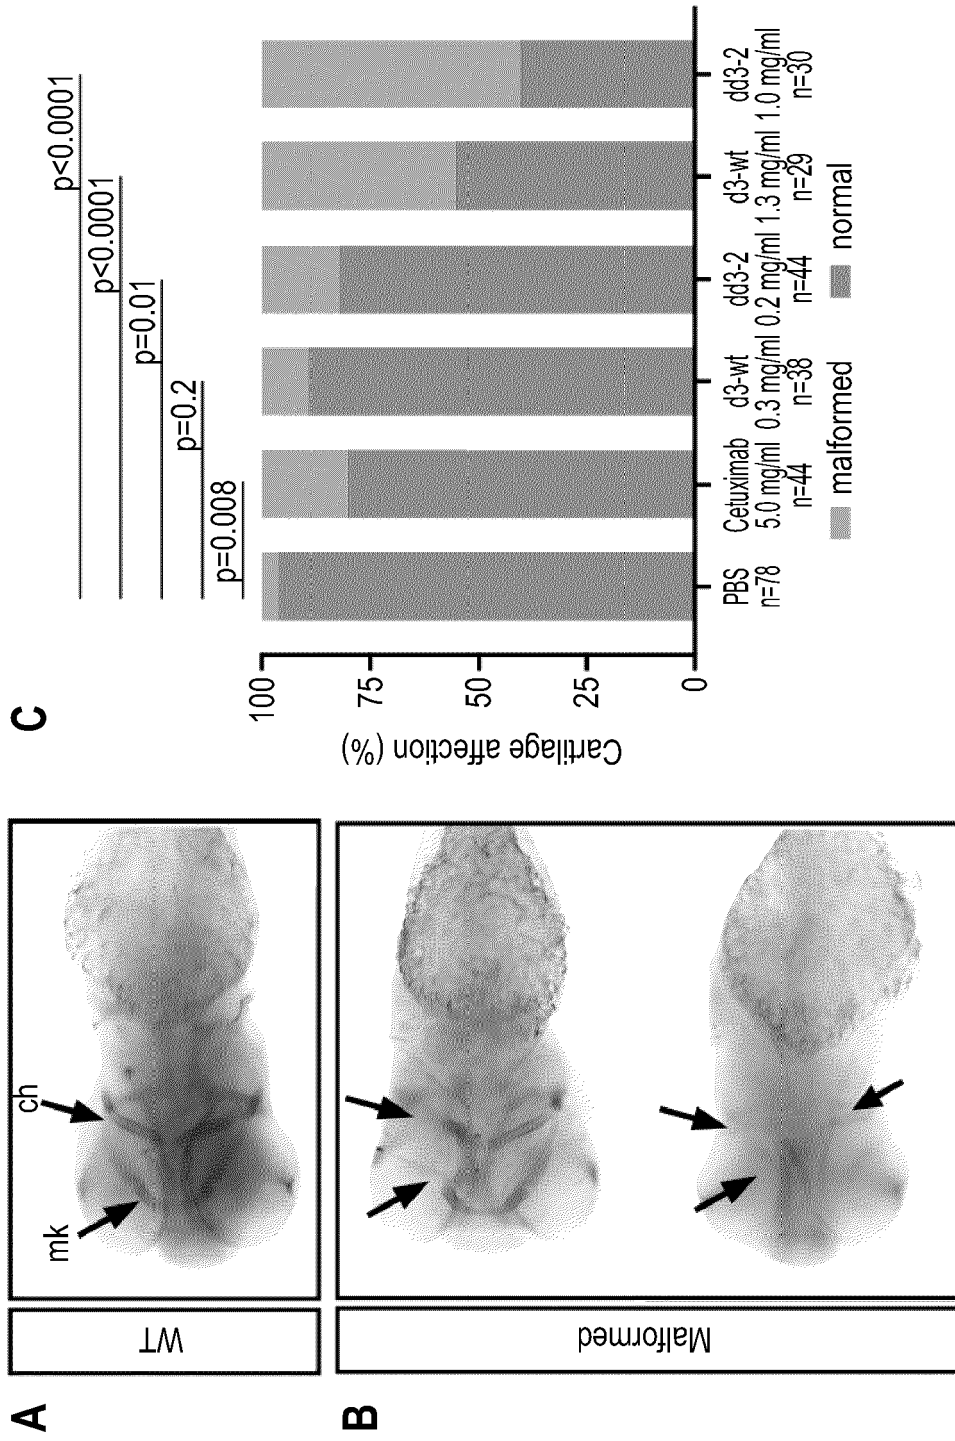 A
WT
mk
ch
B
Malformed
C
p<0.0001
p<0.0001
p=0.01
p=0.2
p=0.008
Cartilage affection (%)
100
75
50
25
0
PBS Cetuximab d3-wt dd3-2 d3-wt dd3-2
5.0 mg/ml 0.3 mg/ml 0.2 mg/ml 1.3 mg/ml 1.0 mg/ml
n=78 n=44 n=38 n=44 n=29 n=30
malformed normal